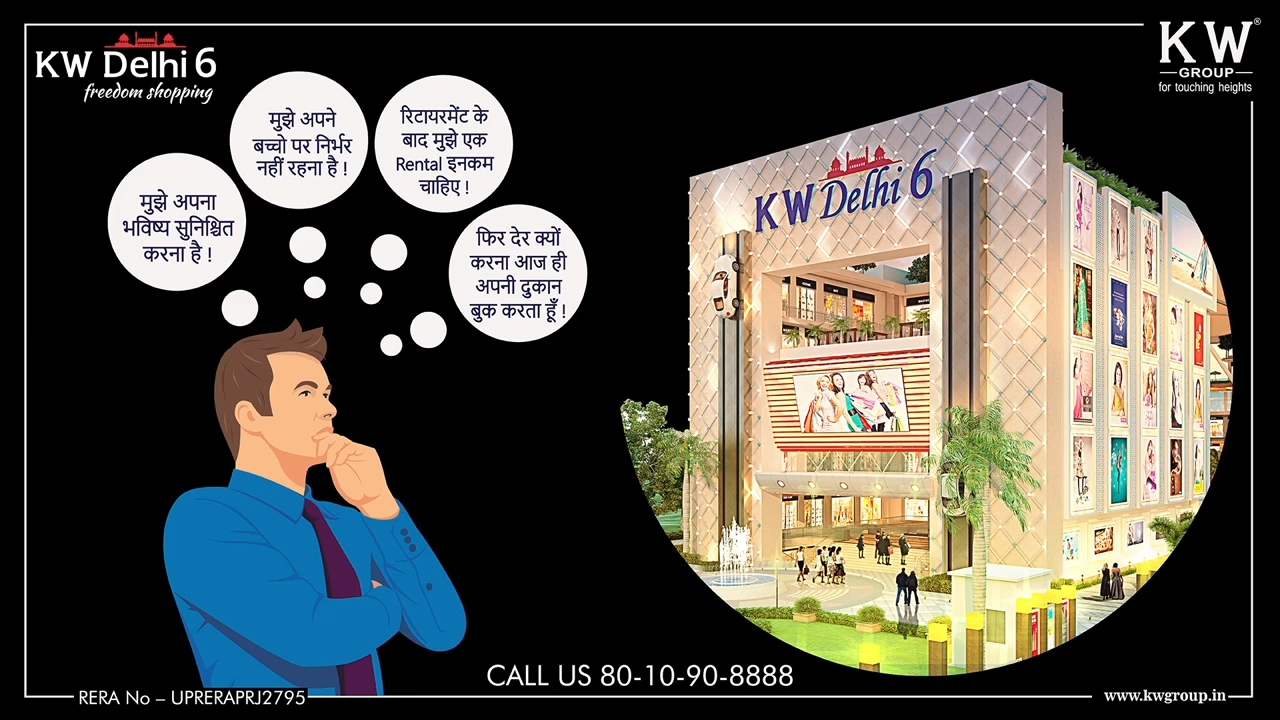 KW Delhi 6
freedom shopping
KW®
GROUP
for touching heights
मुझे अपना
भविष्य सुनिश्चित
करना है !
मुझे अपने
बच्चो पर निर्भर
नहीं रहना है !
रिटायरमेंट के
बाद मुझे एक
Rental इनकम
चाहिए !
फिर देर क्यों
करना आज ही
अपनी दुकान
बुक करता हूँ !
KW Delhi 6
CALL US 80-10-90-8888
RERA No – UPRERAPRJ2795
www.kwgroup.in